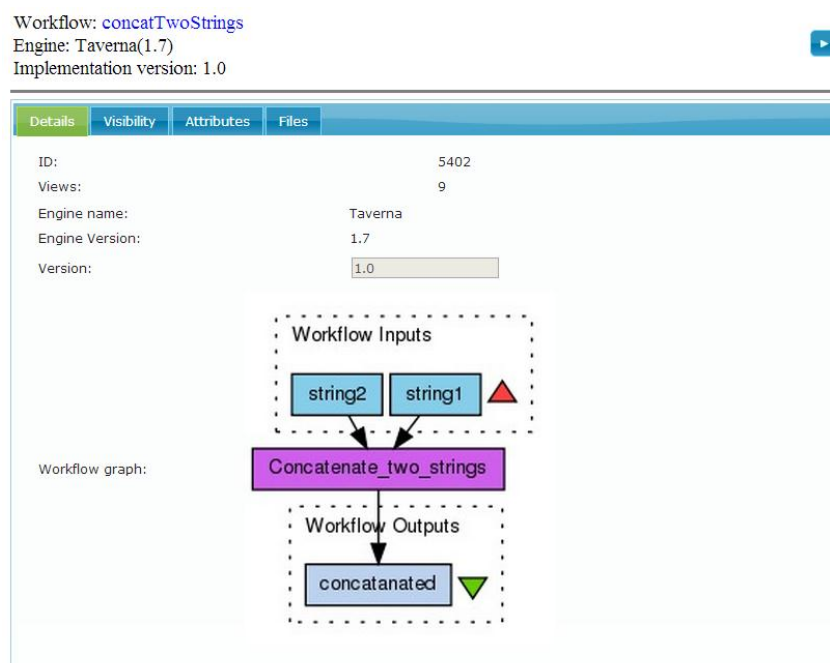 Workflow: concatTwoStrings
Engine: Taverna(1.7)
Implementation version: 1.0
Details Visibility Attributes Files
ID: 5402
Views: 9
Engine name: Taverna
Engine Version: 1.7
Version: 1.0
Workflow Inputs
string2 string1
Workflow graph: Concatenate_two_strings
Workflow Outputs
concatanated